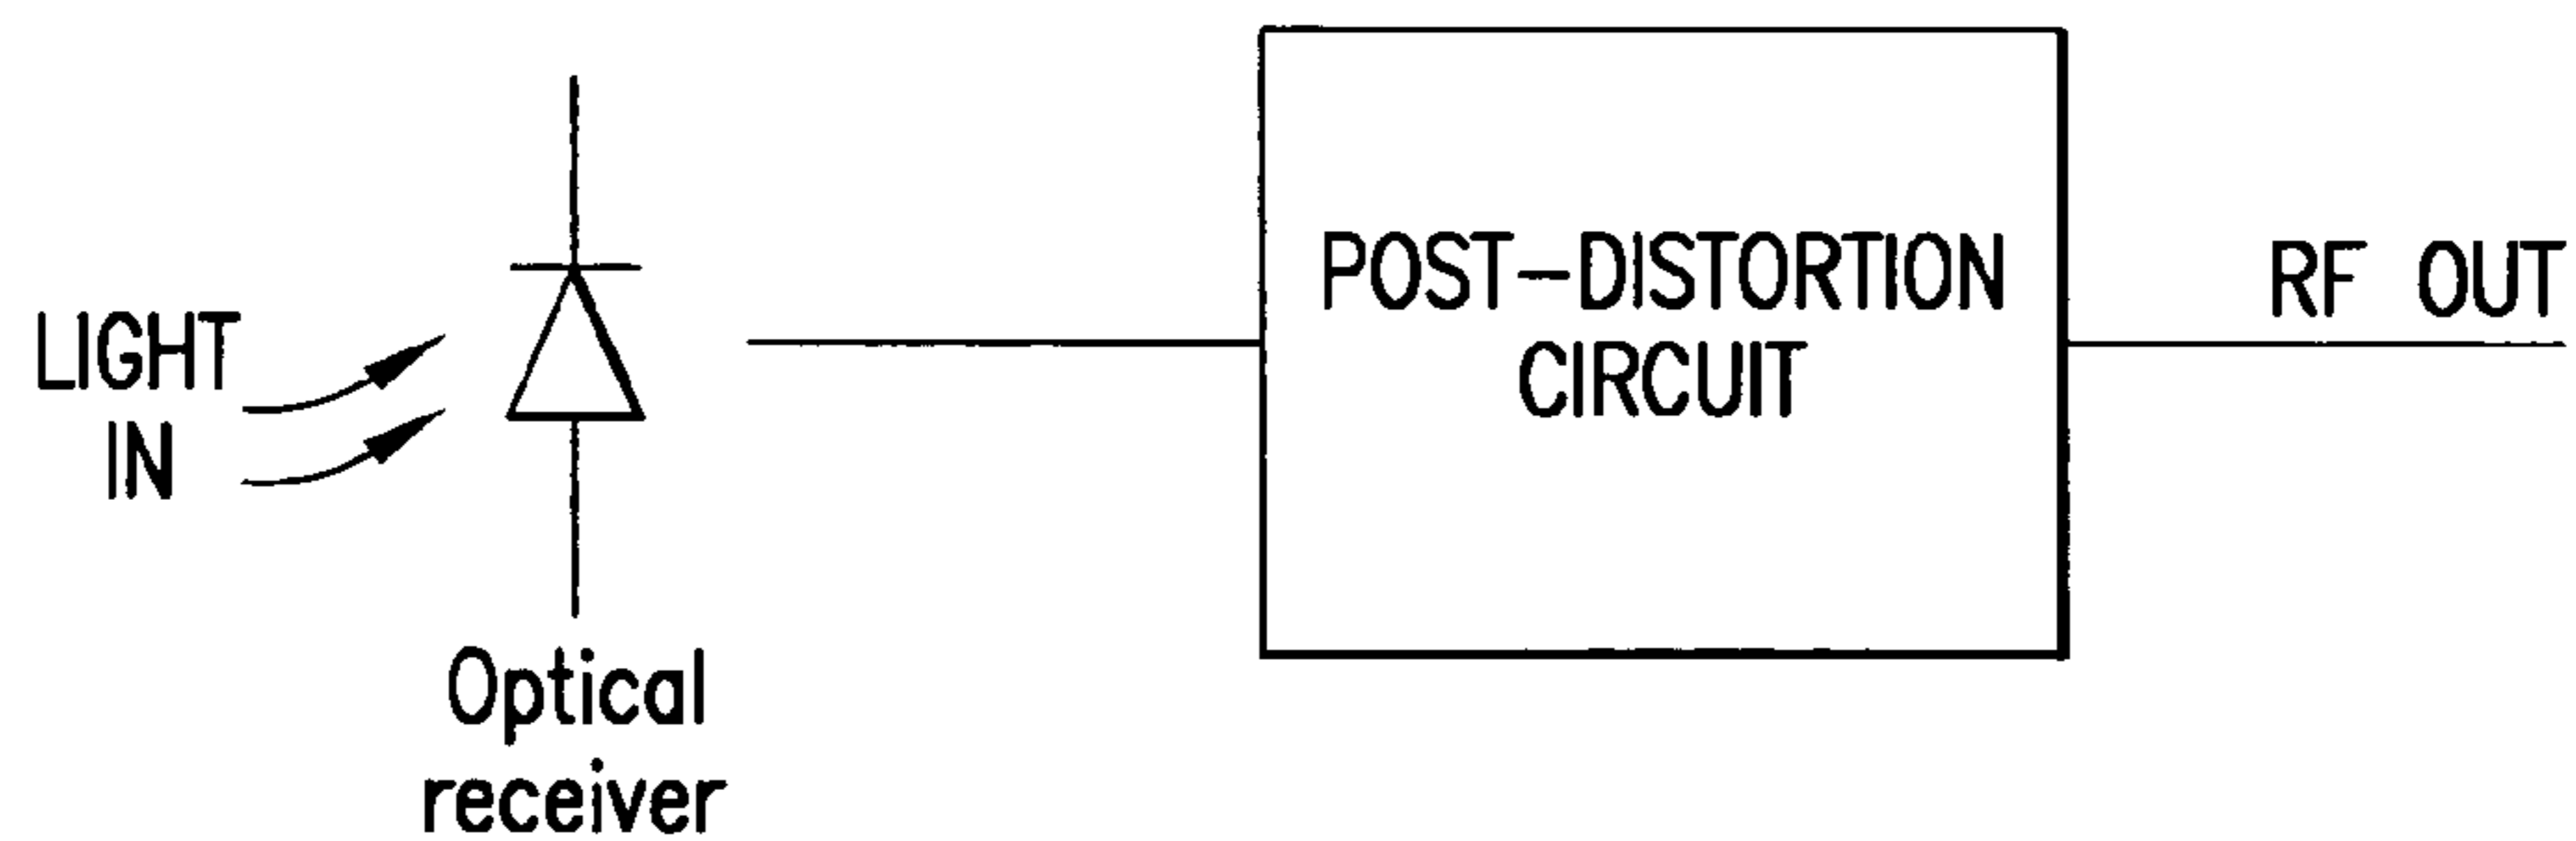 LIGHT
IN
Optical
receiver
POST-DISTORTION
CIRCUIT
RF OUT